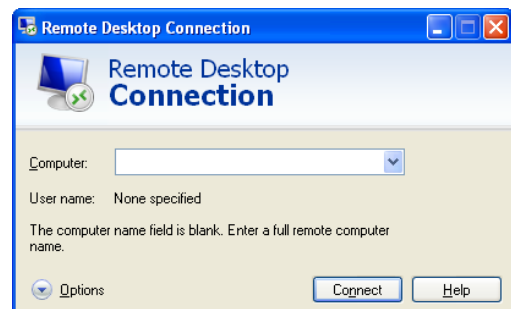 Remote Desktop Connection
Remote Desktop
Connection
Computer:
User name: None specified
The computer name field is blank. Enter a full remote computer
name.
Options Connect Help